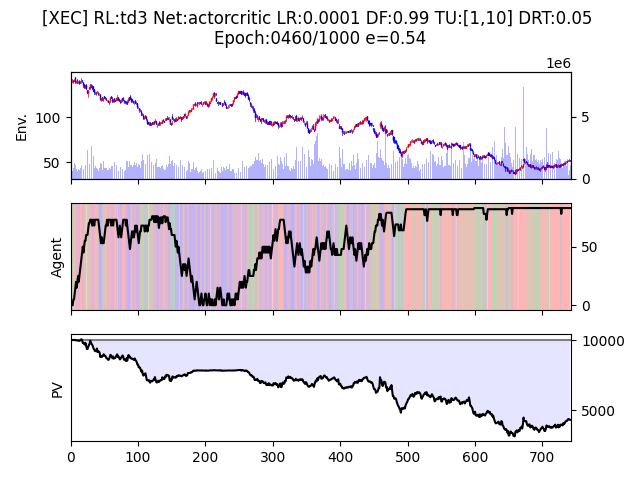 [XEC] RL:td3 Net:actorcritic LR:0.0001 DF:0.99 TU:[1,10] DRT:0.05
Epoch:0460/1000 e=0.54
1e6
Env.
100
50
5
0
Agent
50
0
PV
10000
5000
0 100 200 300 400 500 600 700